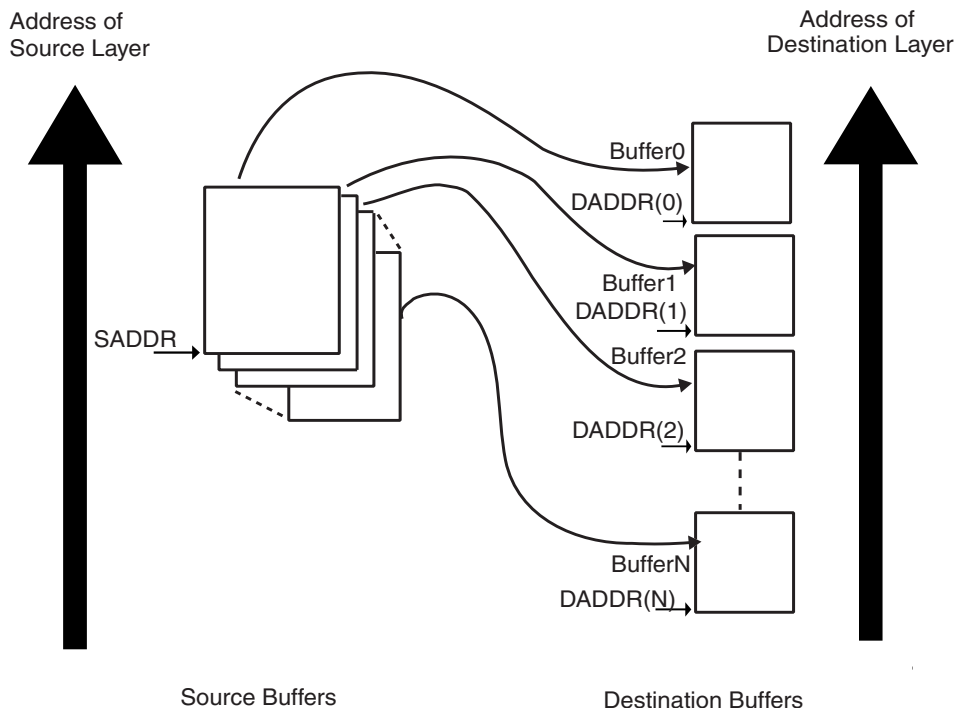 Address of
Source Layer
Address of
Destination Layer
Buffer0
DADDR(0)
Buffer1
DADDR(1)
SADDR
Buffer2
DADDR(2)
BufferN
DADDR(N)
Source Buffers
Destination Buffers